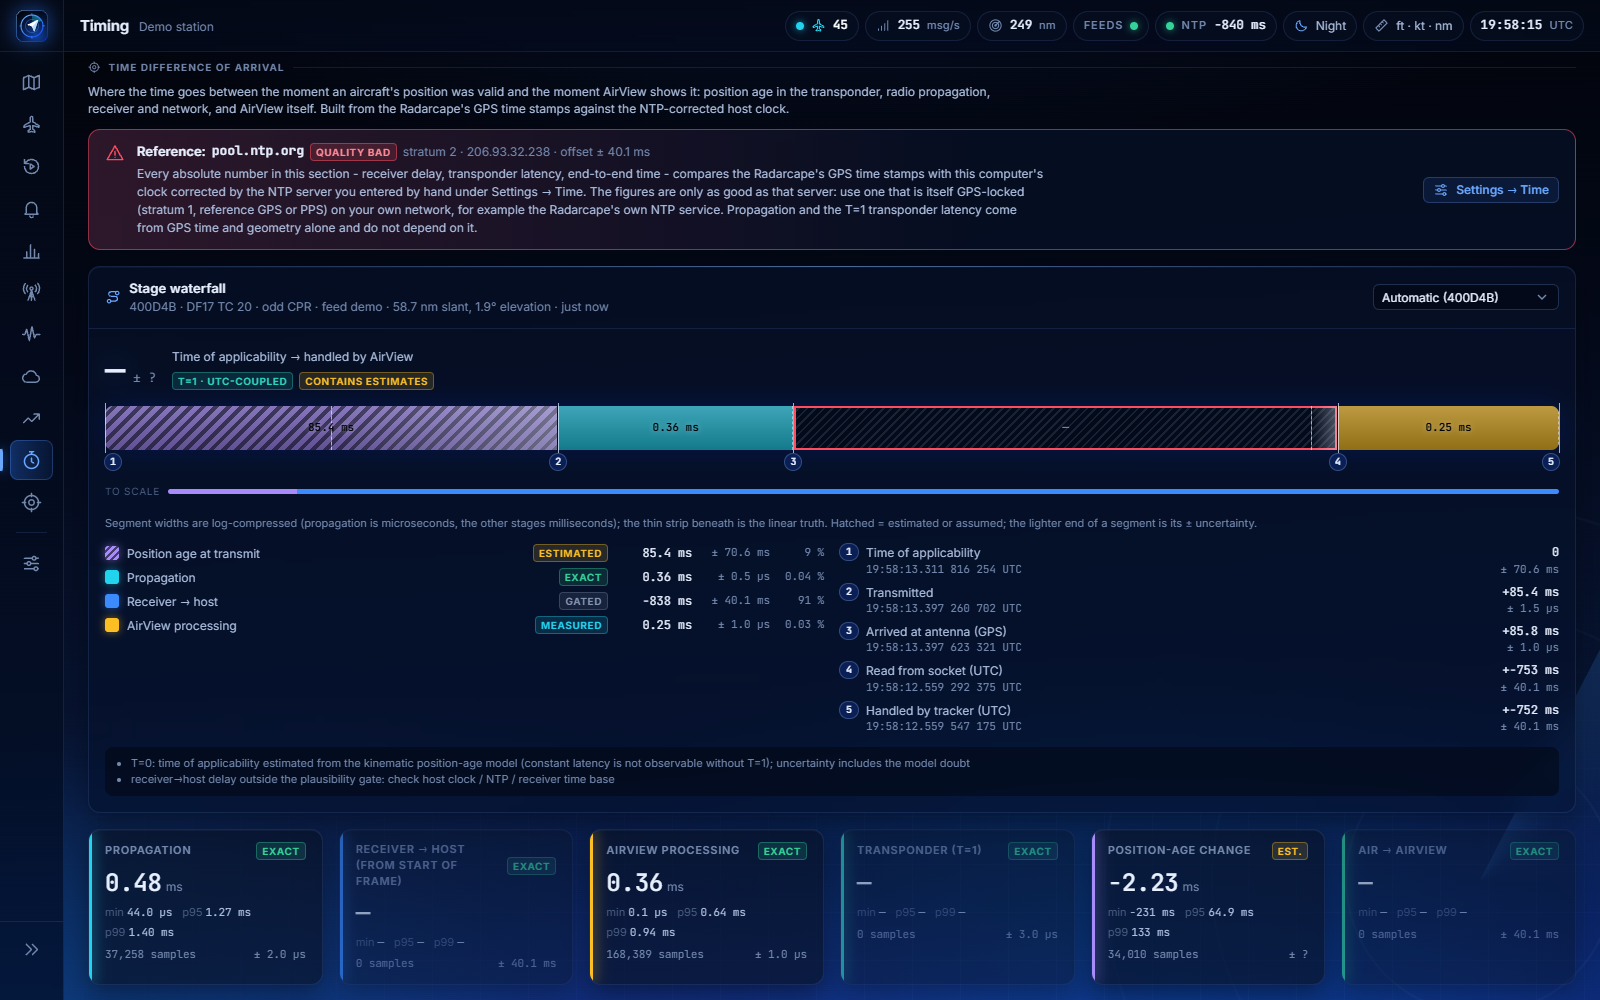 Timing Demo station
45
255 msg/s
249 nm
FEEDS
NTP -840 ms
Night
ft · kt · nm
19:58:15 UTC
TIME DIFFERENCE OF ARRIVAL
Where the time goes between the moment an aircraft's position was valid and the moment AirView shows it: position age in the transponder, radio propagation,
receiver and network, and AirView itself. Built from the Radarcape's GPS time stamps against the NTP-corrected host clock.
Reference: pool.ntp.org QUALITY BAD stratum 2 · 206.93.32.238 · offset ± 40.1 ms
Every absolute number in this section - receiver delay, transponder latency, end-to-end time - compares the Radarcape's GPS time stamps with this computer's
clock corrected by the NTP server you entered by hand under Settings → Time. The figures are only as good as that server: use one that is itself GPS-locked
(stratum 1, reference GPS or PPS) on your own network, for example the Radarcape's own NTP service. Propagation and the T=1 transponder latency come
from GPS time and geometry alone and do not depend on it.
Settings → Time
Stage waterfall
400D4B · DF17 TC 20 · odd CPR · feed demo · 58.7 nm slant, 1.9° elevation · just now
Automatic (400D4B)
— ± ?
Time of applicability → handled by AirView
T=1 · UTC-COUPLED CONTAINS ESTIMATES
85.4 ms 0.36 ms — 0.25 ms
1 2 3 4 5
TO SCALE
Segment widths are log-compressed (propagation is microseconds, the other stages milliseconds); the thin strip beneath is the linear truth. Hatched = estimated or assumed; the lighter end of a segment is its ± uncertainty.
Position age at transmit ESTIMATED 85.4 ms ± 70.6 ms 9 %
Propagation EXACT 0.36 ms ± 0.5 µs 0.04 %
Receiver → host GATED -838 ms ± 40.1 ms 91 %
AirView processing MEASURED 0.25 ms ± 1.0 µs 0.03 %
1 Time of applicability 0
19:58:13.311 816 254 UTC ± 70.6 ms
2 Transmitted +85.4 ms
19:58:13.397 260 702 UTC ± 1.5 µs
3 Arrived at antenna (GPS) +85.8 ms
19:58:13.397 623 321 UTC ± 1.0 µs
4 Read from socket (UTC) +-753 ms
19:58:12.559 292 375 UTC ± 40.1 ms
5 Handled by tracker (UTC) +-752 ms
19:58:12.559 547 175 UTC ± 40.1 ms
• T=0: time of applicability estimated from the kinematic position-age model (constant latency is not observable without T=1); uncertainty includes the model doubt
• receiver→host delay outside the plausibility gate: check host clock / NTP / receiver time base
PROPAGATION EXACT
0.48 ms
min 44.0 µs p95 1.27 ms
p99 1.40 ms
37,258 samples ± 2.0 µs
RECEIVER → HOST
(FROM START OF
FRAME)
EXACT
—
min — p95 — p99 —
0 samples ± 40.1 ms
AIRVIEW PROCESSING EXACT
0.36 ms
min 0.1 µs p95 0.64 ms
p99 0.94 ms
168,389 samples ± 1.0 µs
TRANSPONDER (T=1) EXACT
—
min — p95 — p99 —
0 samples ± 3.0 µs
POSITION-AGE CHANGE EST.
-2.23 ms
min -231 ms p95 64.9 ms
p99 133 ms
34,010 samples ± ?
AIR → AIRVIEW EXACT
—
min — p95 — p99 —
0 samples ± 40.1 ms